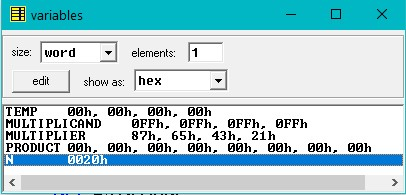 variables
size: word elements: 1
edit show as: hex
TEMP 00h, 00h, 00h, 00h
MULTIPLICAND 0FFh, 0FFh, 0FFh, 0FFh
MULTIPLIER 87h, 65h, 43h, 21h
PRODUCT 00h, 00h, 00h, 00h, 00h, 00h, 00h, 00h
N 0020h